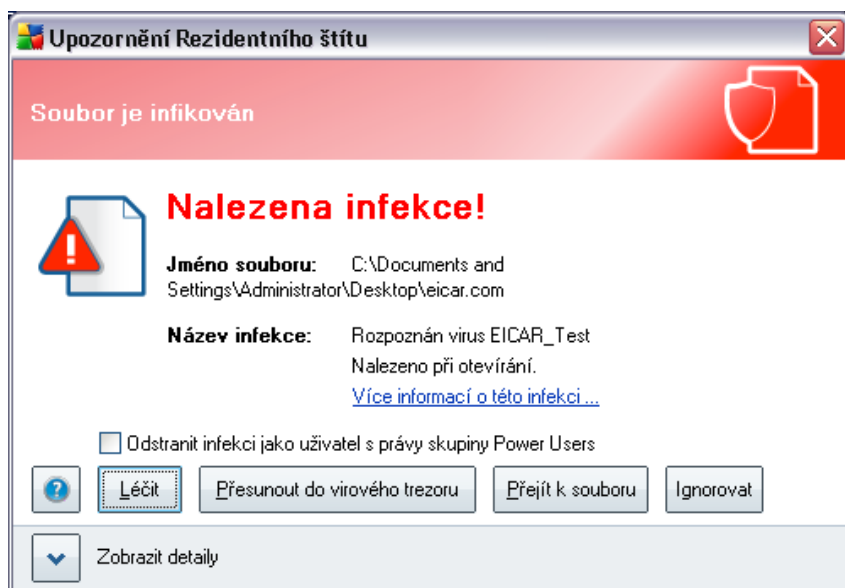 Upozornění Rezidentního štítu
Soubor je infikován
Nalezena infekce!
Jméno souboru: C:\Documents and
Settings\Administrator\Desktop\eicar.com
Název infekce: Rozpoznán virus EICAR_Test
Nalezeno při otevírání.
Více informací o této infekci ...
Odstranit infekci jako uživatel s právy skupiny Power Users
Léčit Přesunout do virového trezoru Přejít k souboru Ignorovat
Zobrazit detaily